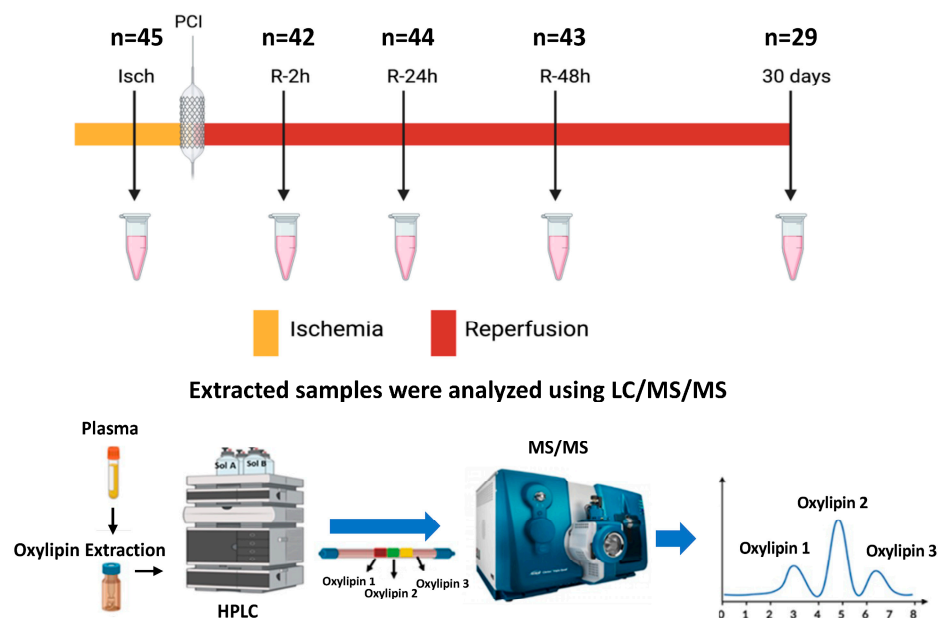 PCI
n=45
n=42
n=44
n=43
n=29
Isch
R-2h
R-24h
R-48h
30 days
Ischemia
Reperfusion
Extracted samples were analyzed using LC/MS/MS
Plasma
Oxylipin Extraction
Sol A
Sol B
HPLC
Oxylipin 1
Oxylipin 2
Oxylipin 3
MS/MS
Oxylipin 1
Oxylipin 2
Oxylipin 3
0 1 2 3 4 5 6 7 8